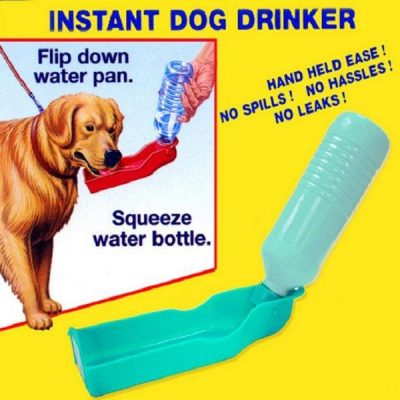 INSTANT DOG DRINKER
Flip down
water pan.
HAND HELD EASE!
NO SPILLS! NO HASSLES!
NO LEAKS!
Squeeze
water bottle.